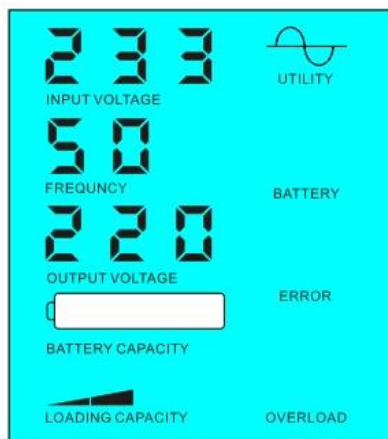 233
UTILITY
INPUT VOLTAGE
50
FREQUNCY
BATTERY
220
OUTPUT VOLTAGE
ERROR
BATTERY CAPACITY
LOADING CAPACITY
OVERLOAD